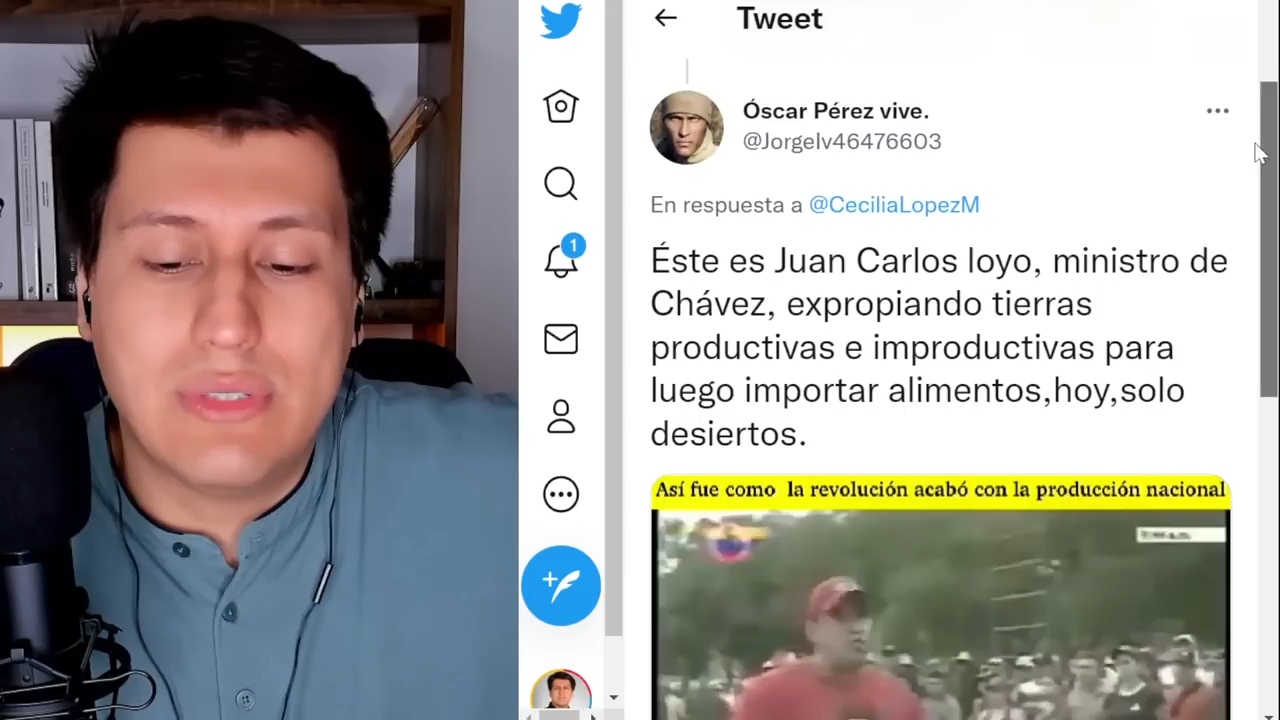 Tweet
Óscar Pérez vive.
@Jorgelv46476603
En respuesta a @CeciliaLopezM
Éste es Juan Carlos loyo, ministro de
Chávez, expropiando tierras
productivas e improductivas para
luego importar alimentos,hoy,solo
desiertos.
1
Así fue como la revolución acabó con la producción nacional